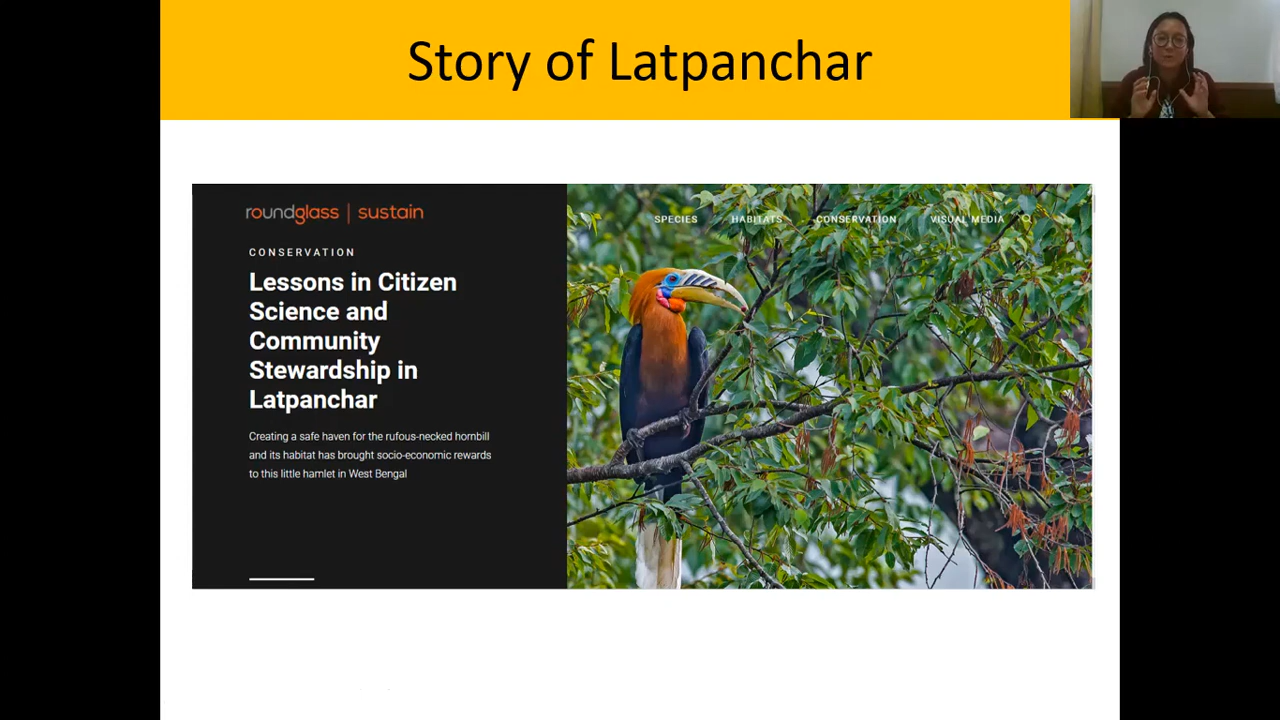 Story of Latpanchar
roundglass | sustain
SPECIES HABITATS CONSERVATION VISUAL MEDIA
CONSERVATION
Lessons in Citizen
Science and
Community
Stewardship in
Latpanchar
Creating a safe haven for the rufous-necked hornbill
and its habitat has brought socio-economic rewards
to this little hamlet in West Bengal